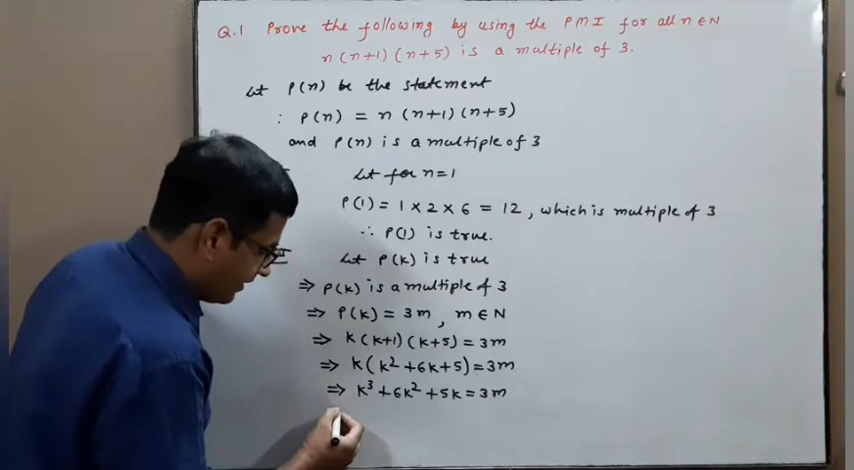 Q.1 Prove the following by using the PMI for all n ∈ N
n (n+1) (n+5) is a multiple of 3.
Let P(n) be the statement
: P(n) = n (n+1) (n+5)
and P(n) is a multiple of 3
Let for n=1
P(1) = 1 × 2 × 6 = 12, which is multiple of 3
∴ P(1) is true.
II Let P(k) is true
⇒ P(k) is a multiple of 3
⇒ P(k) = 3m, m ∈ N
⇒ k(k+1)(k+5) = 3m
⇒ k(k² + 6k + 5) = 3m
⇒ k³ + 6k² + 5k = 3m